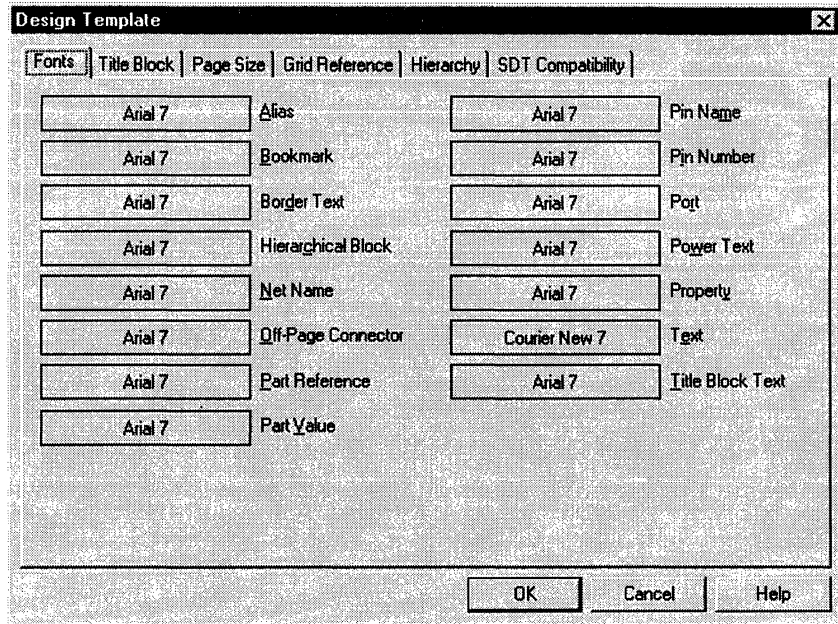 Design Template
Fonts Title Block Page Size Grid Reference Hierarchy SDT Compatibility
Arial 7 Alias Arial 7 Pin Name
Arial 7 Bookmark Arial 7 Pin Number
Arial 7 Border Text Arial 7 Port
Arial 7 Hierarchical Block Arial 7 Power Text
Arial 7 Net Name Arial 7 Property
Arial 7 Off-Page Connector Courier New 7 Text
Arial 7 Part Reference Arial 7 Title Block Text
Arial 7 Part Value
OK Cancel Help